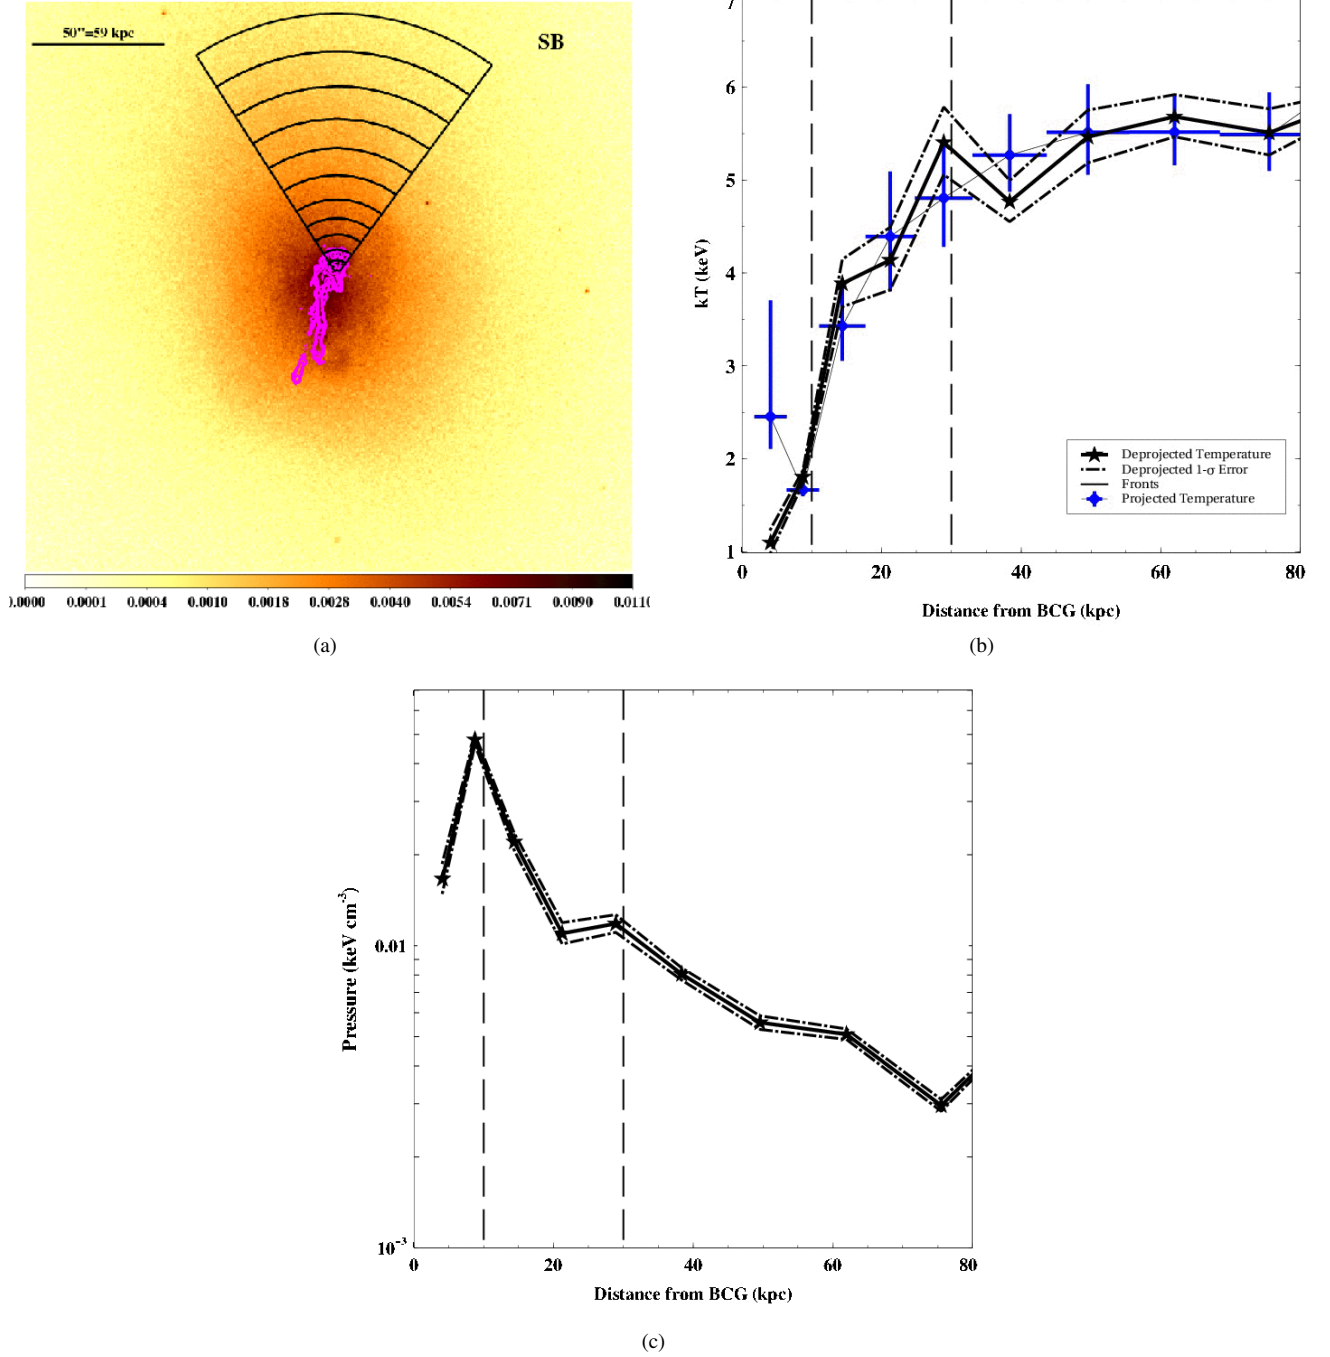 50"=59 kpc
SB
0.0000 0.0001 0.0004 0.0010 0.0018 0.0028 0.0040 0.0054 0.0071 0.0090 0.0110
(a)
7
6
5
4
3
2
1
kT (keV)
Deprojected Temperature
Deprojected 1-σ Error
Fronts
Projected Temperature
0 20 40 60 80
Distance from BCG (kpc)
(b)
0.01
10⁻³
Pressure (keV cm⁻³)
0 20 40 60 80
Distance from BCG (kpc)
(c)